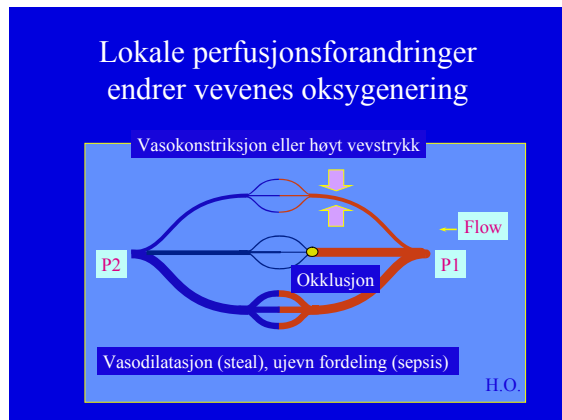 Lokale perfusjonsforandringer
endrer vevenes oksygenering
Vasokonstriksjon eller høyt vevstrykk
Flow
P2
P1
Okklusjon
Vasodilatasjon (steal), ujevn fordeling (sepsis)
H.O.